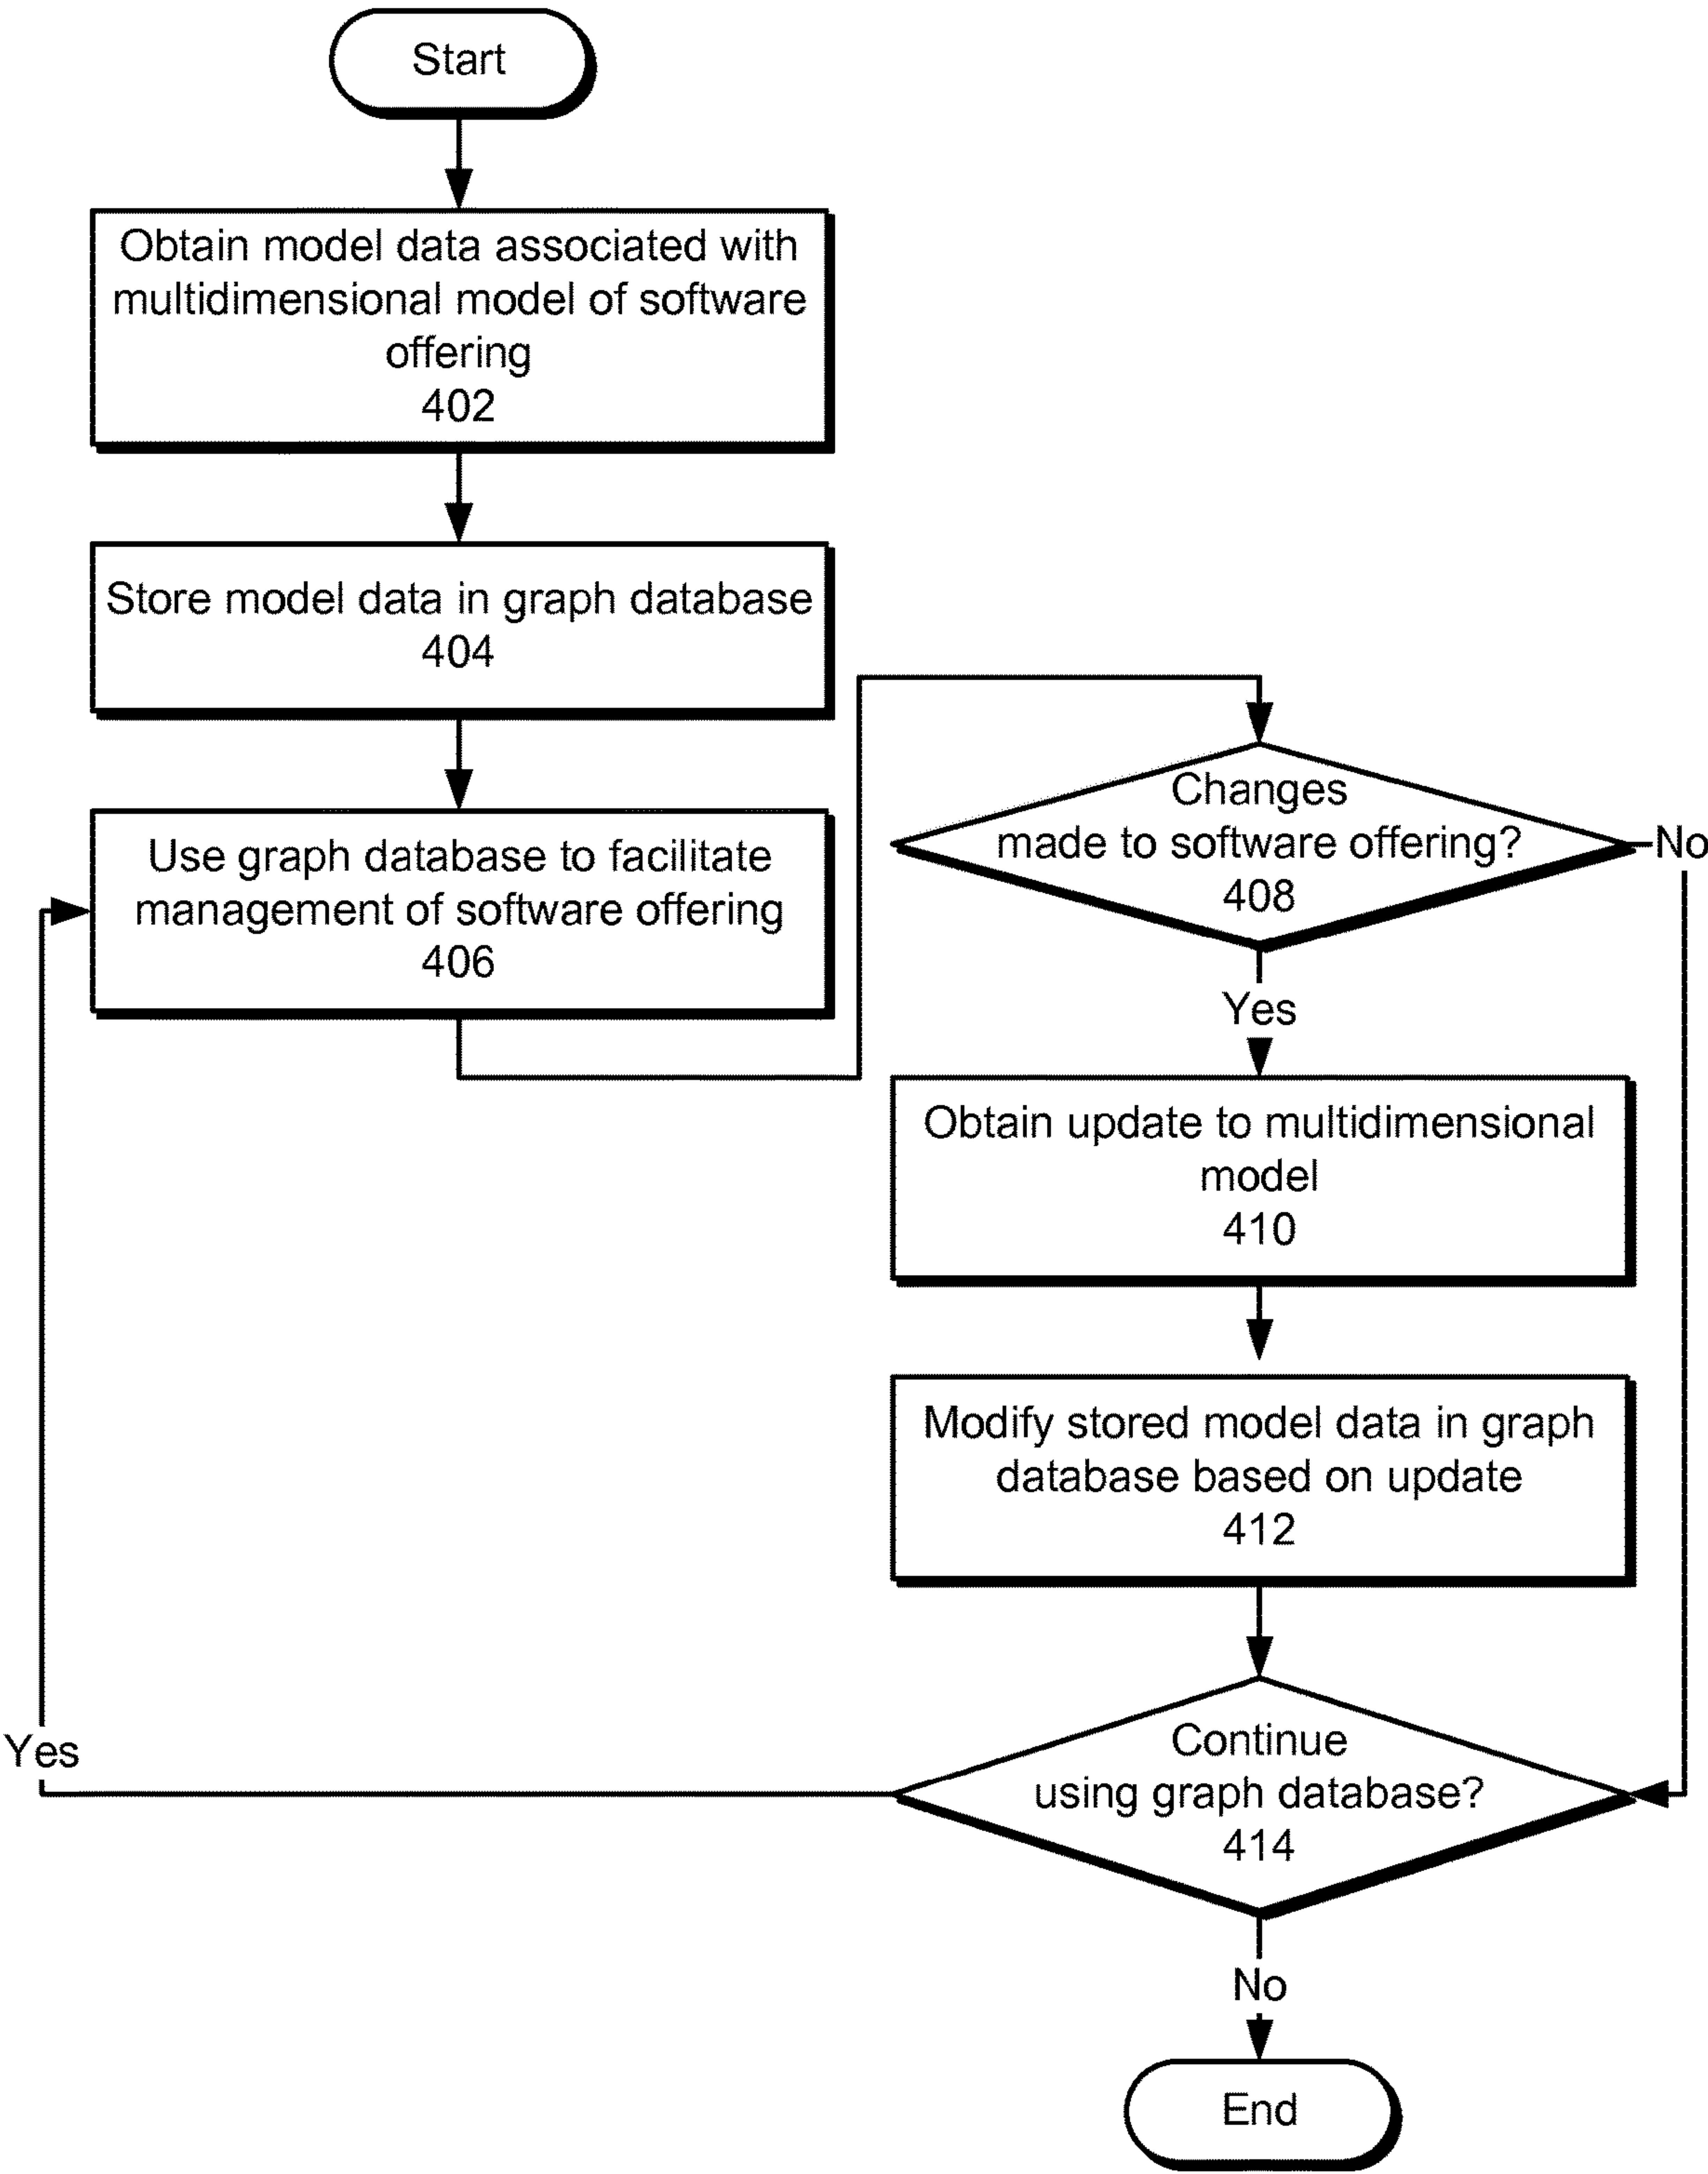 Start
Obtain model data associated with
multidimensional model of software
offering
402
Store model data in graph database
404
Use graph database to facilitate
management of software offering
406
Changes
made to software offering?
408
No
Yes
Obtain update to multidimensional
model
410
Modify stored model data in graph
database based on update
412
Continue
using graph database?
414
Yes
No
End